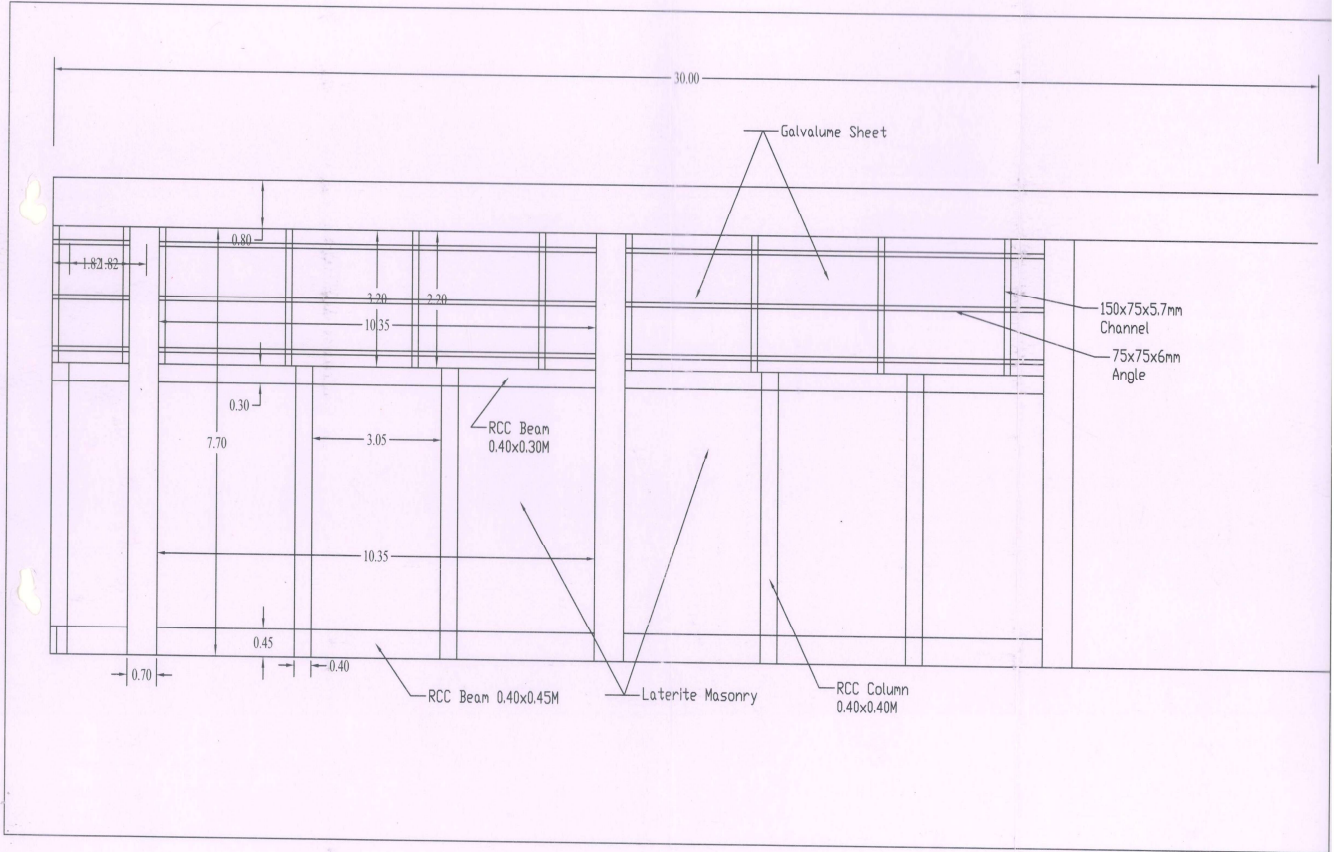 30.00
Galvalume Sheet
0.80
1.82
1.82
3.20
2.20
10.35
150x75x5.7mm
Channel
75x75x6mm
Angle
0.30
7.70
3.05
RCC Beam
0.40x0.30M
10.35
0.45
0.70
0.40
RCC Beam 0.40x0.45M
Laterite Masonry
RCC Column
0.40x0.40M